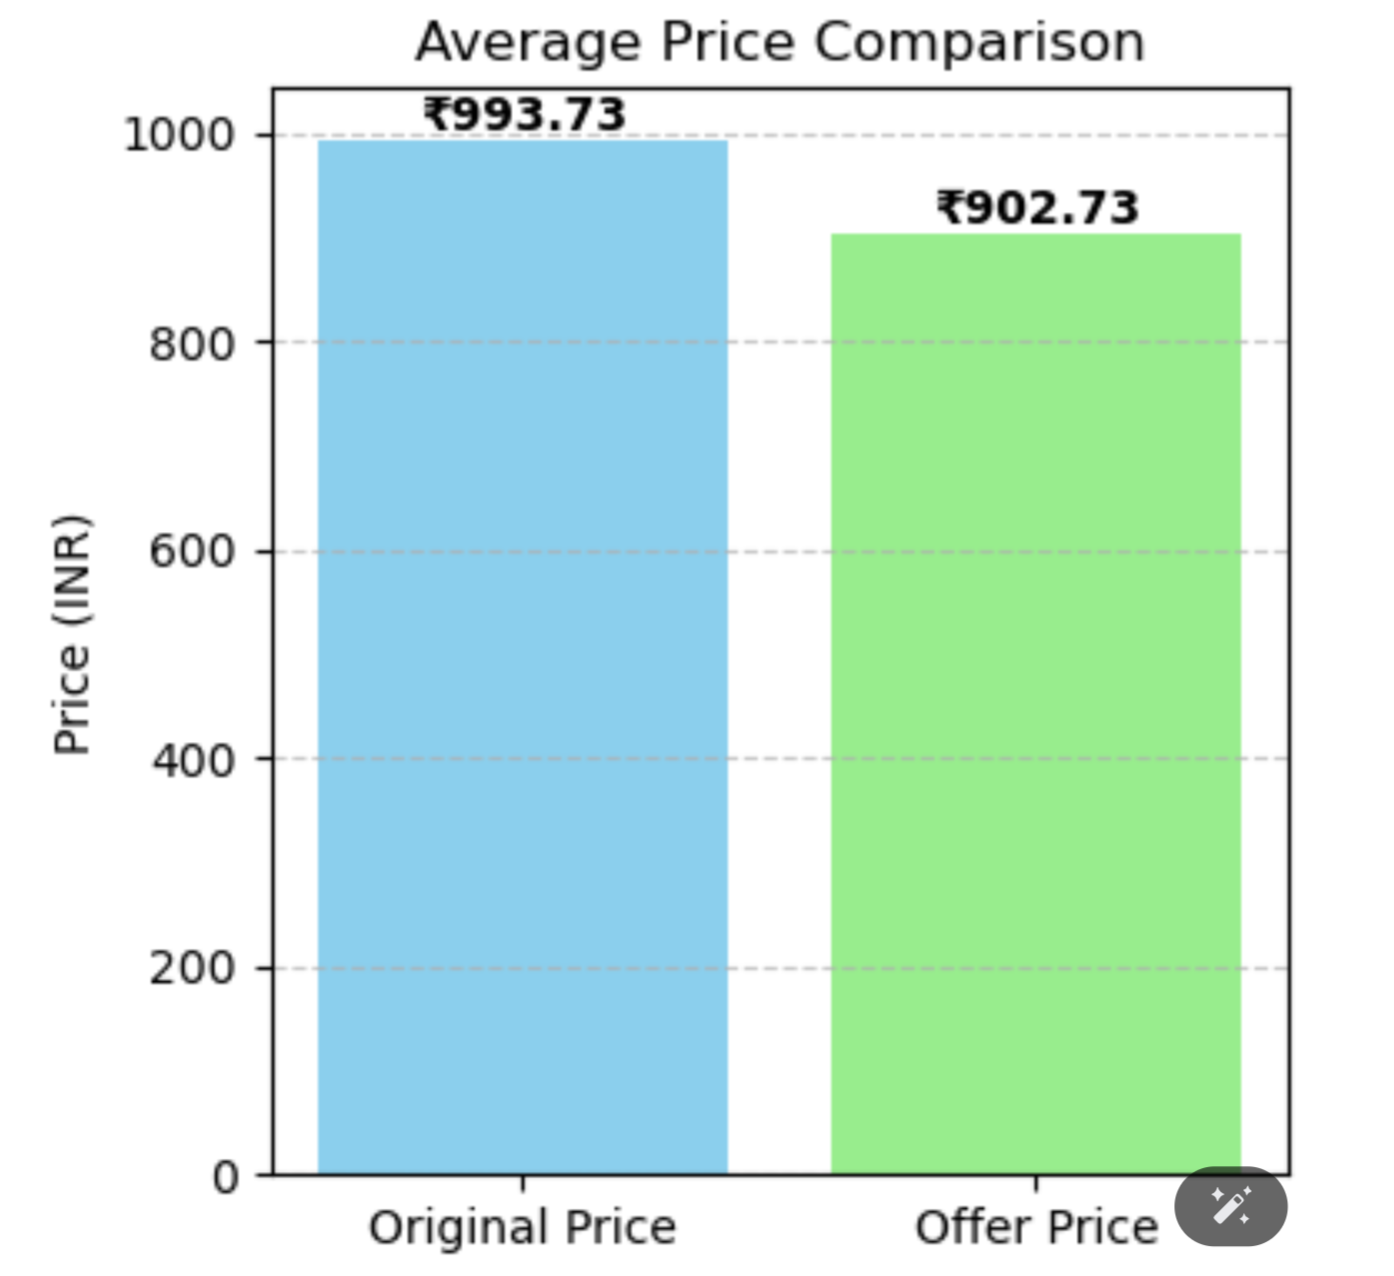 Average Price Comparison
₹993.73
₹902.73
1000
800
600
400
200
0
Price (INR)
Original Price
Offer Price